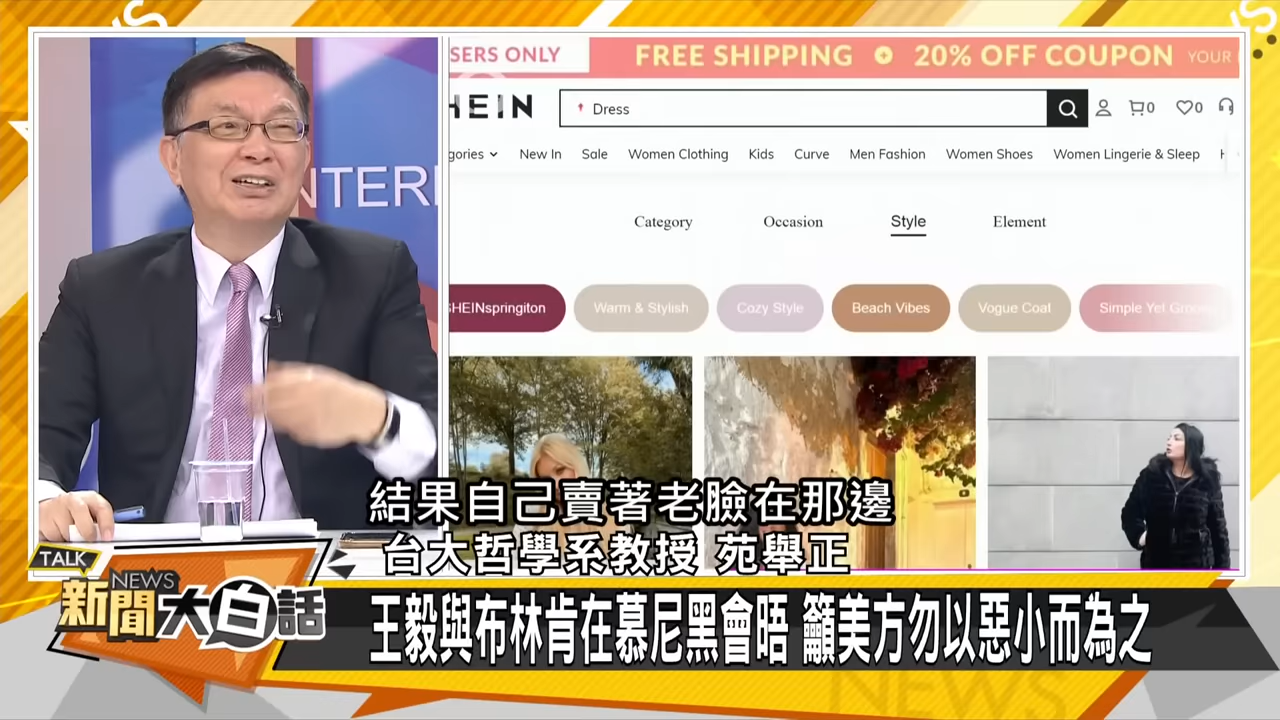 SERS ONLY
FREE SHIPPING
20% OFF COUPON
YOUR
HEIN
Dress
0
0
gories
New In
Sale
Women Clothing
Kids
Curve
Men Fashion
Women Shoes
Women Lingerie & Sleep
NTER
Category
Occasion
Style
Element
SHEINspringiton
Warm & Stylish
Cozy Style
Beach Vibes
Vogue Coat
Simple Yet
結果自己賣著老臉在那邊
台大哲學系教授 苑舉正
TALK
NEWS
新聞大白話
王毅與布林肯在慕尼黑會晤 籲美方勿以惡小而為之
NEWS